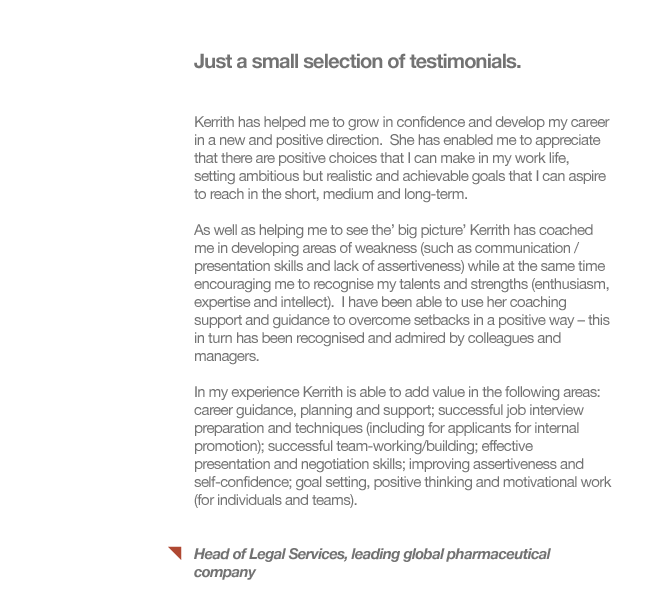 Just a small selection of testimonials.
Kerrith has helped me to grow in confidence and develop my career
in a new and positive direction.  She has enabled me to appreciate
that there are positive choices that I can make in my work life,
setting ambitious but realistic and achievable goals that I can aspire
to reach in the short, medium and long-term.
As well as helping me to see the’ big picture’ Kerrith has coached
me in developing areas of weakness (such as communication /
presentation skills and lack of assertiveness) while at the same time
encouraging me to recognise my talents and strengths (enthusiasm,
expertise and intellect).  I have been able to use her coaching
support and guidance to overcome setbacks in a positive way – this
in turn has been recognised and admired by colleagues and
managers.
In my experience Kerrith is able to add value in the following areas:
career guidance, planning and support; successful job interview
preparation and techniques (including for applicants for internal
promotion); successful team-working/building; effective
presentation and negotiation skills; improving assertiveness and
self-confidence; goal setting, positive thinking and motivational work
(for individuals and teams).
Head of Legal Services, leading global pharmaceutical
company